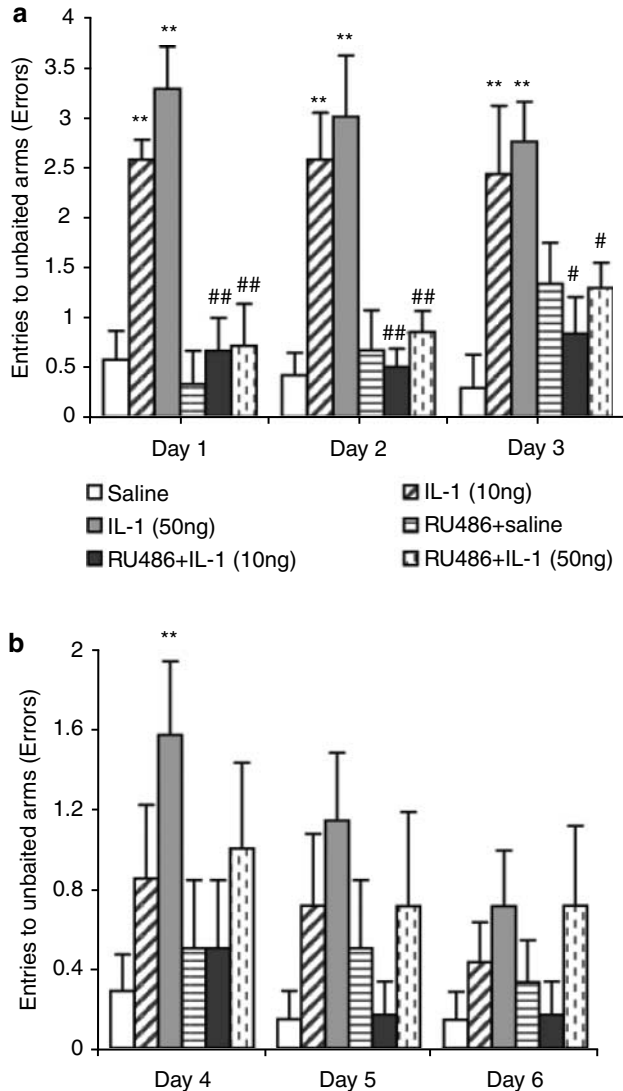 a
Entries to unbaited arms (Errors)
4
3.5
3
2.5
2
1.5
1
0.5
0
** ** ## ##
** ** ## ##
** ** # #
Day 1 Day 2 Day 3
Saline IL-1 (10ng)
IL-1 (50ng) RU486+saline
RU486+IL-1 (10ng) RU486+IL-1 (50ng)
b
Entries to unbaited arms (Errors)
2
1.6
1.2
0.8
0.4
0
**
Day 4 Day 5 Day 6